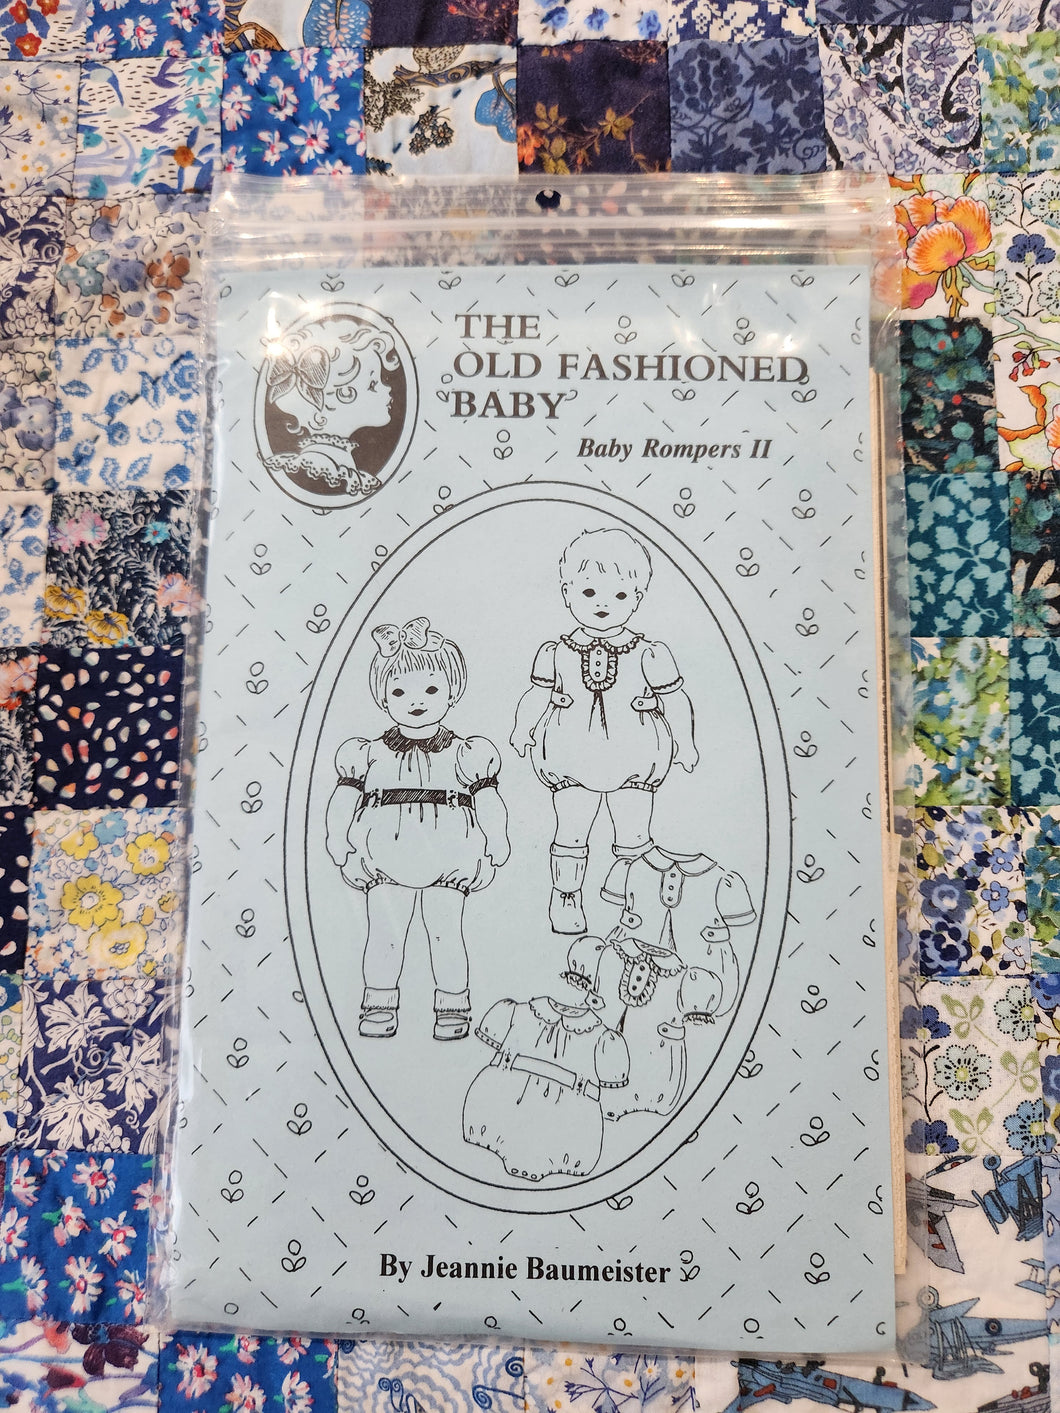 THE
OLD FASHIONED
BABY
Baby Rompers II
By Jeannie Baumeister